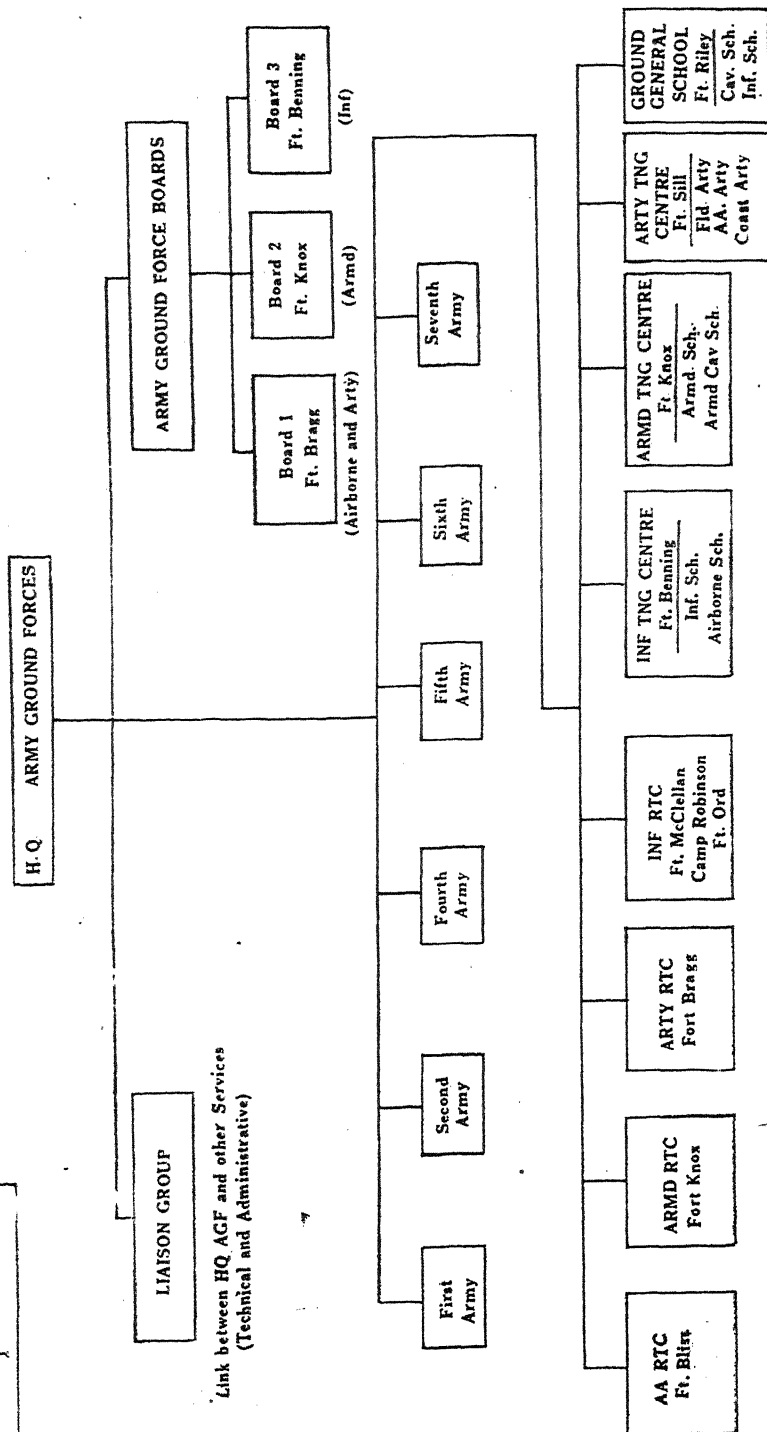 H.Q ARMY GROUND FORCES
LIAISON GROUP
Link between HQ AGF and other Services
(Technical and Administrative)
ARMY GROUND FORCE BOARDS
Board 1
Ft. Bragg
(Airborne and Arty)
Board 2
Ft. Knox
(Armd)
Board 3
Ft. Benning
(Inf)
First
Army
Second
Army
Fourth
Army
Fifth
Army
Sixth
Army
Seventh
Army
AA RTC
Ft. Bliss
ARMD RTC
Fort Knox
ARTY RTC
Fort Bragg
INF RTC
Ft. McClellan
Camp Robinson
Ft. Ord
INF TNG CENTRE
Ft. Benning
Inf. Sch.
Airborne Sch.
ARMD TNG CENTRE
Ft Knox
Armd. Sch.
Armd Cav Sch.
ARTY TNG
CENTRE
Ft. Sill
Fld. Arty
AA. Arty
Coast Arty
GROUND
GENERAL
SCHOOL
Ft. Riley
Cav. Sch.
Inf. Sch.